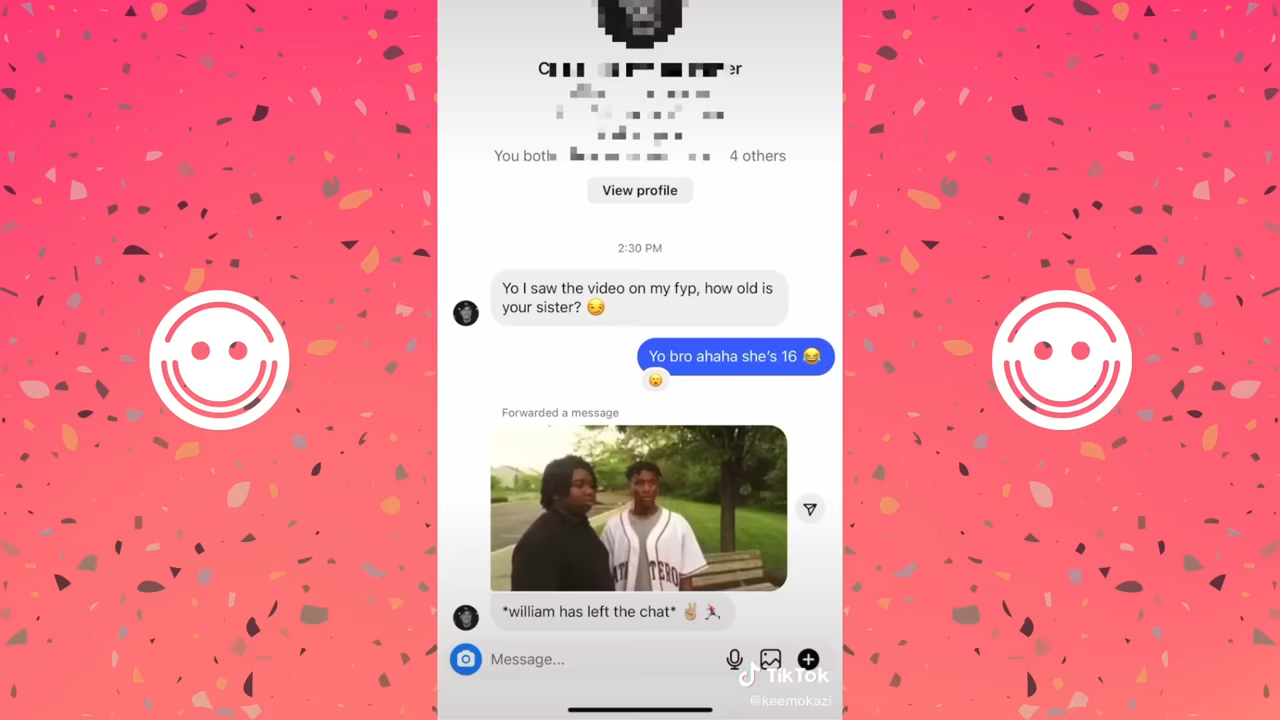 You both
4 others
View profile
2:30 PM
Yo I saw the video on my fyp, how old is
your sister? 😏
Yo bro ahaha she's 16 😂
😮
Forwarded a message
*william has left the chat* ✌🏼 🏃🏻‍♂️
Message...
TikTok
@keemokazi